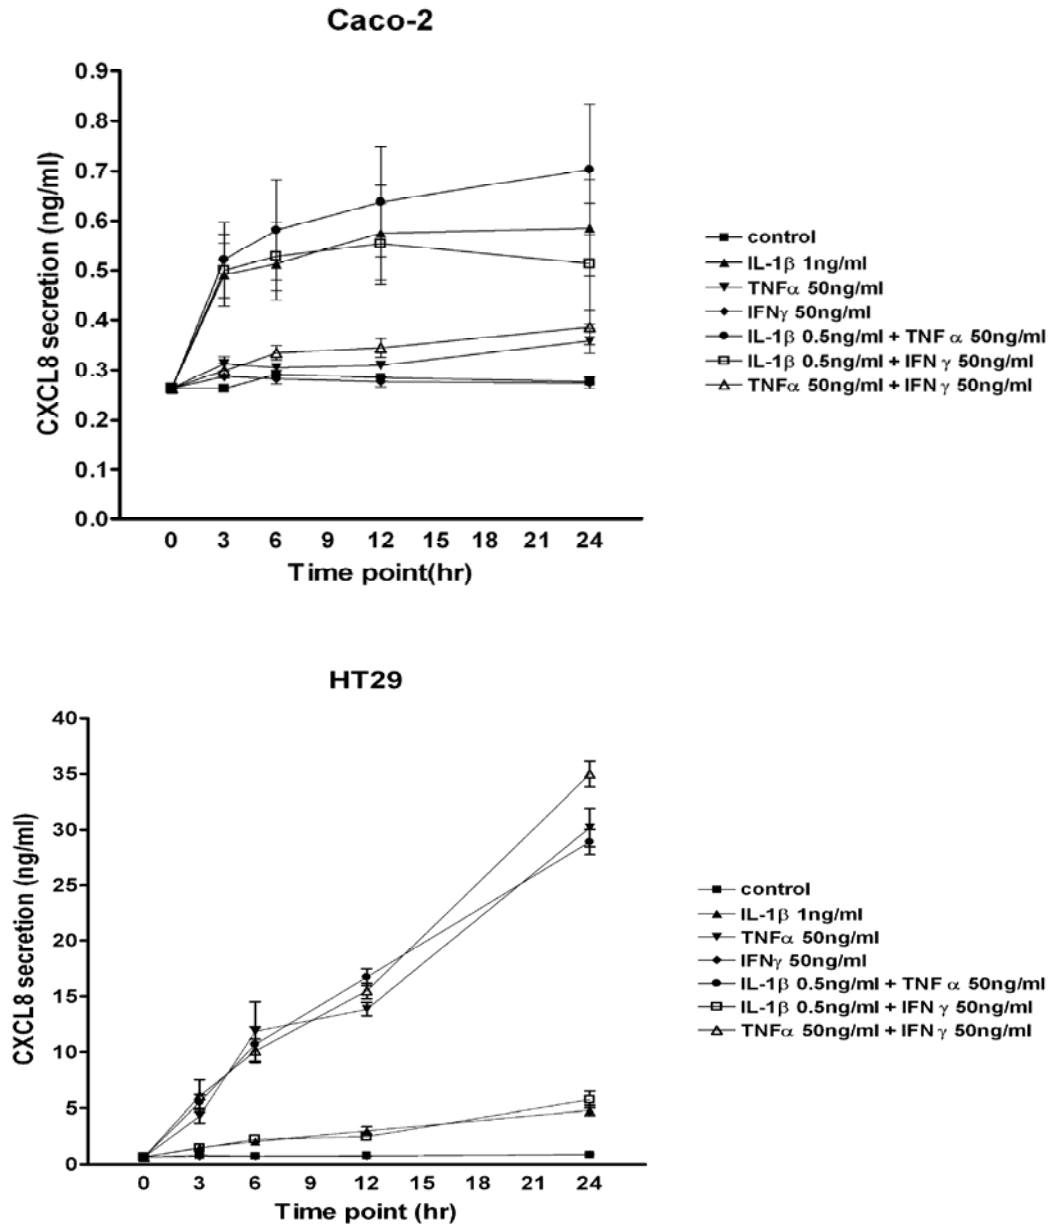 Caco-2
0.9
0.8
0.7
0.6
0.5
0.4
0.3
0.2
0.1
0.0
CXCL8 secretion (ng/ml)
0 3 6 9 12 15 18 21 24
Time point(hr)
control
IL-1β 1ng/ml
TNFα 50ng/ml
IFNγ 50ng/ml
IL-1β 0.5ng/ml + TNF α 50ng/ml
IL-1β 0.5ng/ml + IFN γ 50ng/ml
TNFα 50ng/ml + IFN γ 50ng/ml
HT29
40
35
30
25
20
15
10
5
0
CXCL8 secretion (ng/ml)
0 3 6 9 12 15 18 21 24
Time point (hr)
control
IL-1β 1ng/ml
TNFα 50ng/ml
IFNγ 50ng/ml
IL-1β 0.5ng/ml + TNF α 50ng/ml
IL-1β 0.5ng/ml + IFN γ 50ng/ml
TNFα 50ng/ml + IFN γ 50ng/ml